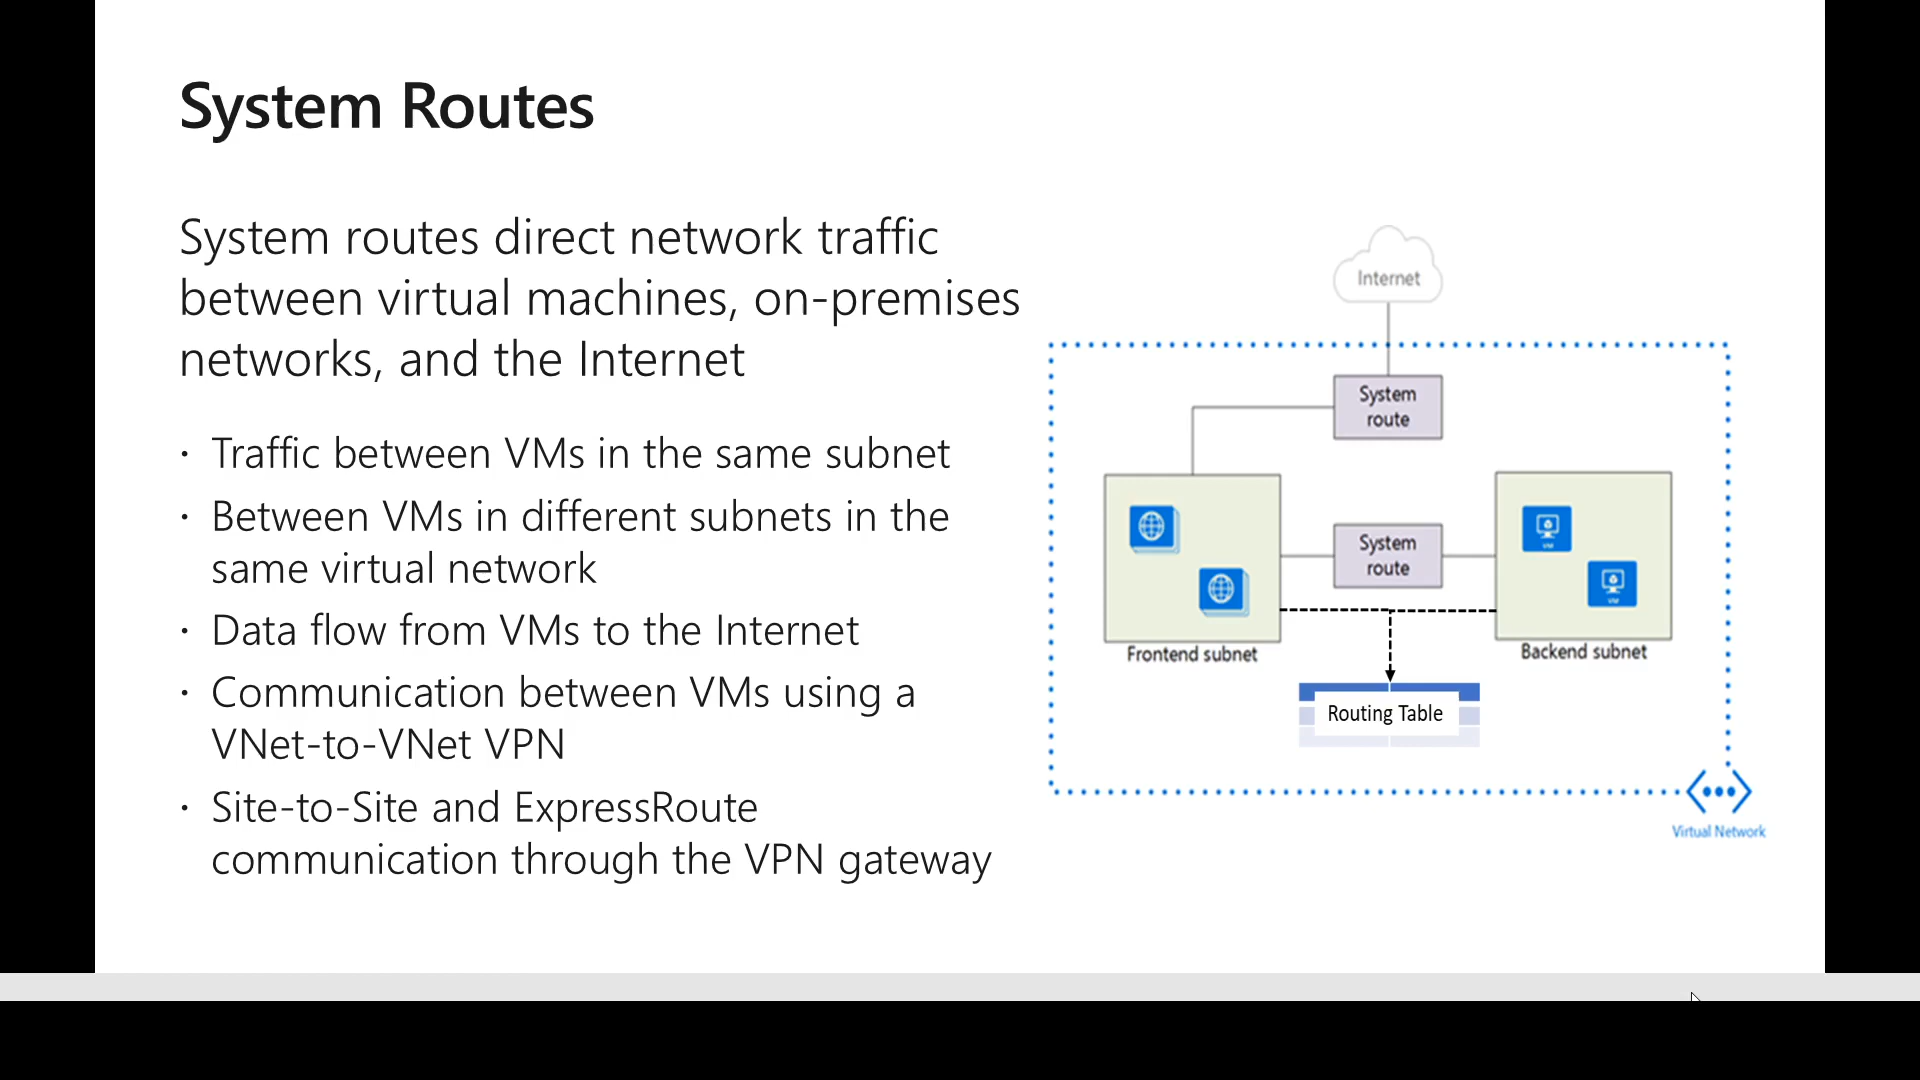 System Routes
System routes direct network traffic
between virtual machines, on-premises
networks, and the Internet
· Traffic between VMs in the same subnet
· Between VMs in different subnets in the
same virtual network
· Data flow from VMs to the Internet
· Communication between VMs using a
VNet-to-VNet VPN
· Site-to-Site and ExpressRoute
communication through the VPN gateway
Internet
System
route
System
route
Frontend subnet
Backend subnet
Routing Table
Virtual Network